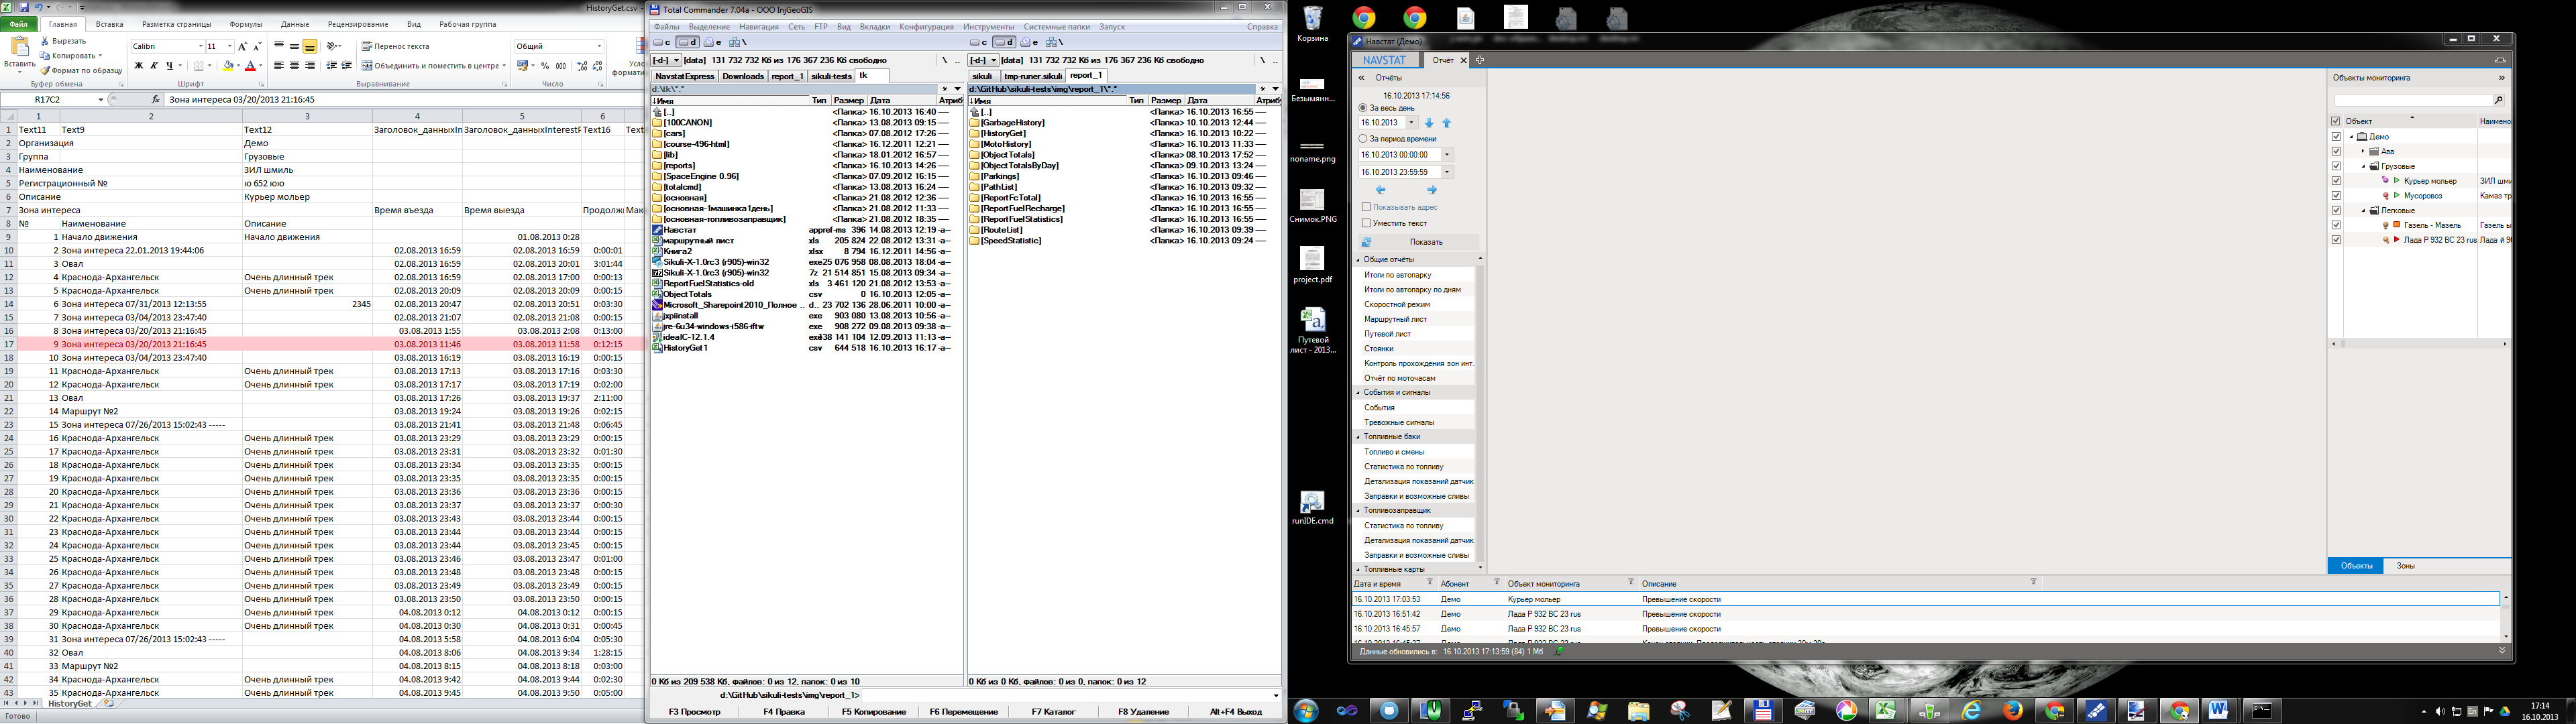 HistoryGet.csv - Microsoft
Файл Главная Вставка Разметка страницы Формулы Данные Рецензирование Вид Рабочая группа
Вставить
Вырезать
Копировать
Формат по образцу
Буфер обмена
Calibri 11
Ж К Ч
Шрифт
Перенос текста
Объединить и поместить в центре
Выравнивание
Общий
% 000
Число
R17C2 fx Зона интереса 03/20/2013 21:16:45
1 2 3 4 5 6
1 Text11 Text9 Text12 Text16
2 Организация Демо
3 Группа Грузовые
4 Наименование ЗИЛ шмиль
5 Регистрационный № ю 652 юю
6 Описание Курьер мольер
7 Зона интереса Время въезда Время выезда
8 № Наименование Описание
9 1 Начало движения Начало движения 01.08.2013 0:28
10 2 Зона интереса 22.01.2013 19:44:06 02.08.2013 16:59 02.08.2013 16:59 0:00:01
11 3 Овал 02.08.2013 16:59 02.08.2013 20:01 3:01:44
12 4 Краснода-Архангельск Очень длинный трек 02.08.2013 16:59 02.08.2013 17:00 0:00:13
13 5 Краснода-Архангельск Очень длинный трек 02.08.2013 20:09 02.08.2013 20:09 0:00:15
14 6 Зона интереса 07/31/2013 12:13:55 2345 02.08.2013 20:47 02.08.2013 20:51 0:03:30
15 7 Зона интереса 03/04/2013 23:47:40 02.08.2013 21:07 02.08.2013 21:08 0:00:15
16 8 Зона интереса 03/20/2013 21:16:45 03.08.2013 1:55 03.08.2013 2:08 0:13:00
17 9 Зона интереса 03/20/2013 21:16:45 03.08.2013 11:46 03.08.2013 11:58 0:12:15
18 10 Зона интереса 03/04/2013 23:47:40 03.08.2013 16:19 03.08.2013 16:19 0:00:15
19 11 Краснода-Архангельск Очень длинный трек 03.08.2013 17:13 03.08.2013 17:16 0:03:30
20 12 Краснода-Архангельск Очень длинный трек 03.08.2013 17:17 03.08.2013 17:19 0:02:00
21 13 Овал 03.08.2013 17:26 03.08.2013 19:37 2:11:00
22 14 Маршрут №2 03.08.2013 19:24 03.08.2013 19:26 0:02:15
23 15 Зона интереса 07/26/2013 15:02:43 ----- 03.08.2013 21:41 03.08.2013 21:48 0:06:45
24 16 Краснода-Архангельск Очень длинный трек 03.08.2013 23:29 03.08.2013 23:29 0:00:15
25 17 Краснода-Архангельск Очень длинный трек 03.08.2013 23:31 03.08.2013 23:32 0:01:30
26 18 Краснода-Архангельск Очень длинный трек 03.08.2013 23:34 03.08.2013 23:35 0:00:15
27 19 Краснода-Архангельск Очень длинный трек 03.08.2013 23:35 03.08.2013 23:35 0:00:15
28 20 Краснода-Архангельск Очень длинный трек 03.08.2013 23:36 03.08.2013 23:36 0:00:15
29 21 Краснода-Архангельск Очень длинный трек 03.08.2013 23:37 03.08.2013 23:37 0:00:30
30 22 Краснода-Архангельск Очень длинный трек 03.08.2013 23:43 03.08.2013 23:44 0:00:15
31 23 Краснода-Архангельск Очень длинный трек 03.08.2013 23:44 03.08.2013 23:44 0:00:15
32 24 Краснода-Архангельск Очень длинный трек 03.08.2013 23:44 03.08.2013 23:45 0:00:15
33 25 Краснода-Архангельск Очень длинный трек 03.08.2013 23:46 03.08.2013 23:47 0:01:00
34 26 Краснода-Архангельск Очень длинный трек 03.08.2013 23:48 03.08.2013 23:48 0:00:15
35 27 Краснода-Архангельск Очень длинный трек 03.08.2013 23:49 03.08.2013 23:49 0:00:15
36 28 Краснода-Архангельск Очень длинный трек 03.08.2013 23:50 03.08.2013 23:50 0:00:15
37 29 Краснода-Архангельск Очень длинный трек 04.08.2013 0:12 04.08.2013 0:12 0:00:15
38 30 Краснода-Архангельск Очень длинный трек 04.08.2013 0:30 04.08.2013 0:31 0:00:45
39 31 Зона интереса 07/26/2013 15:02:43 ----- 04.08.2013 5:58 04.08.2013 6:04 0:05:30
40 32 Овал 04.08.2013 8:06 04.08.2013 9:34 1:28:15
41 33 Маршрут №2 04.08.2013 8:15 04.08.2013 8:18 0:03:00
42 34 Краснода-Архангельск Очень длинный трек 04.08.2013 9:42 04.08.2013 9:44 0:02:30
43 35 Краснода-Архангельск Очень длинный трек 04.08.2013 9:45 04.08.2013 9:50 0:05:00
HistoryGet
Готово
Total Commander 7.04a - OOO InjGeoGIS
Файлы Выделение Навигация Сеть FTP Вид Вкладки Конфигурация Инструменты Системные папки Запуск Справка
c d e \
c d e \
[-d-] [data] 131 732 732 Кб из 176 367 236 Кб свободно \ ..
[-d-] [data] 131 732 732 Кб из 176 367 236 Кб свободно \ ..
NavstatExpress Downloads report_1 sikuli-tests tk
sikuli tmp-runer.sikuli report_1
d:\tk\*.*
d:\GitHub\sikuli-tests\img\report_1\*.*
Имя Тип Размер Дата Атрибу
[..] <Папка> 16.10.2013 16:40 ----
[100CANON] <Папка> 13.08.2013 09:15 ----
[cars] <Папка> 07.08.2012 17:26 ----
[course-496-html] <Папка> 16.12.2011 12:21 ----
[lib] <Папка> 18.01.2012 16:57 ----
[reports] <Папка> 16.10.2013 14:26 ----
[SpaceEngine 0.96] <Папка> 07.09.2012 16:15 ----
[totalcmd] <Папка> 13.08.2013 16:24 ----
[основная] <Папка> 21.08.2012 12:36 ----
[основная-1машинка1день] <Папка> 21.08.2012 11:33 ----
[основная-топливозаправщик] <Папка> 21.08.2012 18:35 ----
Навстат appref-ms 396 14.08.2013 12:19 -a--
маршрутный лист xls 205 824 22.08.2012 13:31 -a--
Книга2 xlsx 8 794 16.12.2011 14:56 -a--
Sikuli-X-1.0rc3 (r905)-win32 exe 25 076 958 08.08.2013 18:04 -a--
Sikuli-X-1.0rc3 (r905)-win32 7z 21 514 851 15.08.2013 09:34 -a--
ReportFuelStatistics-old xls 3 461 120 21.08.2012 13:53 -a--
ObjectTotals csv 0 16.10.2013 12:05 -a--
Microsoft_Sharepoint2010_Полное ... d.. 23 702 136 28.06.2011 10:00 -a--
jxpiinstall exe 903 080 13.08.2013 10:56 -a--
jre-6u34-windows-i586-iftw exe 908 272 09.08.2013 09:38 -a--
ideaIC-12.1.4 138 141 104 12.09.2013 11:13 -a--
HistoryGet1 csv 644 518 16.10.2013 16:17 -a--
Имя Тип Размер Дата Атрибу
[..] <Папка> 16.10.2013 16:55 ----
[GarbageHistory] <Папка> 10.10.2013 12:44 ----
[HistoryGet] <Папка> 16.10.2013 10:22 ----
[MotoHistory] <Папка> 16.10.2013 11:33 ----
[ObjectTotals] <Папка> 08.10.2013 17:52 ----
[ObjectTotalsByDay] <Папка> 09.10.2013 13:24 ----
[Parkings] <Папка> 16.10.2013 09:46 ----
[PathList] <Папка> 16.10.2013 09:32 ----
[ReportFcTotal] <Папка> 16.10.2013 16:55 ----
[ReportFuelRecharge] <Папка> 16.10.2013 16:55 ----
[ReportFuelStatistics] <Папка> 16.10.2013 16:55 ----
[RouteList] <Папка> 16.10.2013 09:39 ----
[SpeedStatistic] <Папка> 16.10.2013 09:24 ----
0 Кб из 209 538 Кб, файлов: 0 из 12, папок: 0 из 10
0 Кб из 0 Кб, файлов: 0 из 0, папок: 0 из 12
d:\GitHub\sikuli-tests\img\report_1>
F3 Просмотр F4 Правка F5 Копирование F6 Перемещение F7 Каталог F8 Удаление Alt+F4 Выход
Корзина
Безымянн...
noname.png
Снимок.PNG
project.pdf
Путевой
лист - 2013...
runIDE.cmd
Навстат (Демо)
NAVSTAT Отчёт
Отчёты
16.10.2013 17:14:56
За весь день
16.10.2013
За период времени
16.10.2013 00:00:00
16.10.2013 23:59:59
Показывать адрес
Уместить текст
Показать
Общие отчёты
Итоги по автопарку
Итоги по автопарку по дням
Скоростной режим
Маршрутный лист
Путевой лист
Стоянки
Контроль прохождения зон инт.
Отчёт по моточасам
События и сигналы
События
Тревожные сигналы
Топливные баки
Топливо и смены
Статистика по топливу
Детализация показаний датчик.
Заправки и возможные сливы
Топливозаправщик
Статистика по топливу
Детализация показаний датчик.
Заправки и возможные сливы
Топливные карты
Объекты мониторинга
Объект Наимено
Демо
Ааа
Грузовые
Курьер мольер ЗИЛ шми
Мусоровоз Камаз тр
Легковые
Газель - Мазель Газель ы
Лада Р 932 ВС 23 rus Лада й 90
Объекты Зоны
Дата и время Абонент Объект мониторинга Описание
16.10.2013 17:03:53 Демо Курьер мольер Превышение скорости
16.10.2013 16:51:42 Демо Лада Р 932 ВС 23 rus Превышение скорости
16.10.2013 16:45:57 Демо Лада Р 932 ВС 23 rus Превышение скорости
Данные обновились в: 16.10.2013 17:13:59 (84) 1 Мб
EN
17:14
16.10.2013